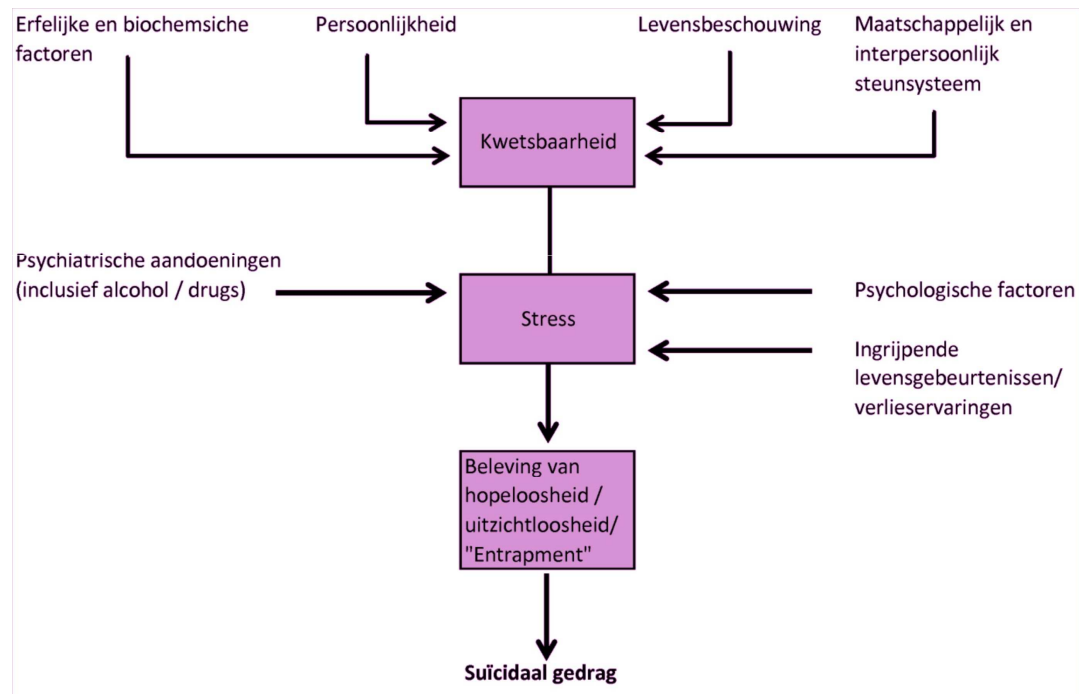 Erfelijke en biochemsiche
factoren
Persoonlijkheid
Levensbeschouwing
Maatschappelijk en
interpersoonlijk
steunsysteem
Kwetsbaarheid
Psychiatrische aandoeningen
(inclusief alcohol / drugs)
Stress
Psychologische factoren
Ingrijpende
levensgebeurtenissen/
verlieservaringen
Beleving van
hopeloosheid /
uitzichtloosheid/
"Entrapment"
Suïcidaal gedrag